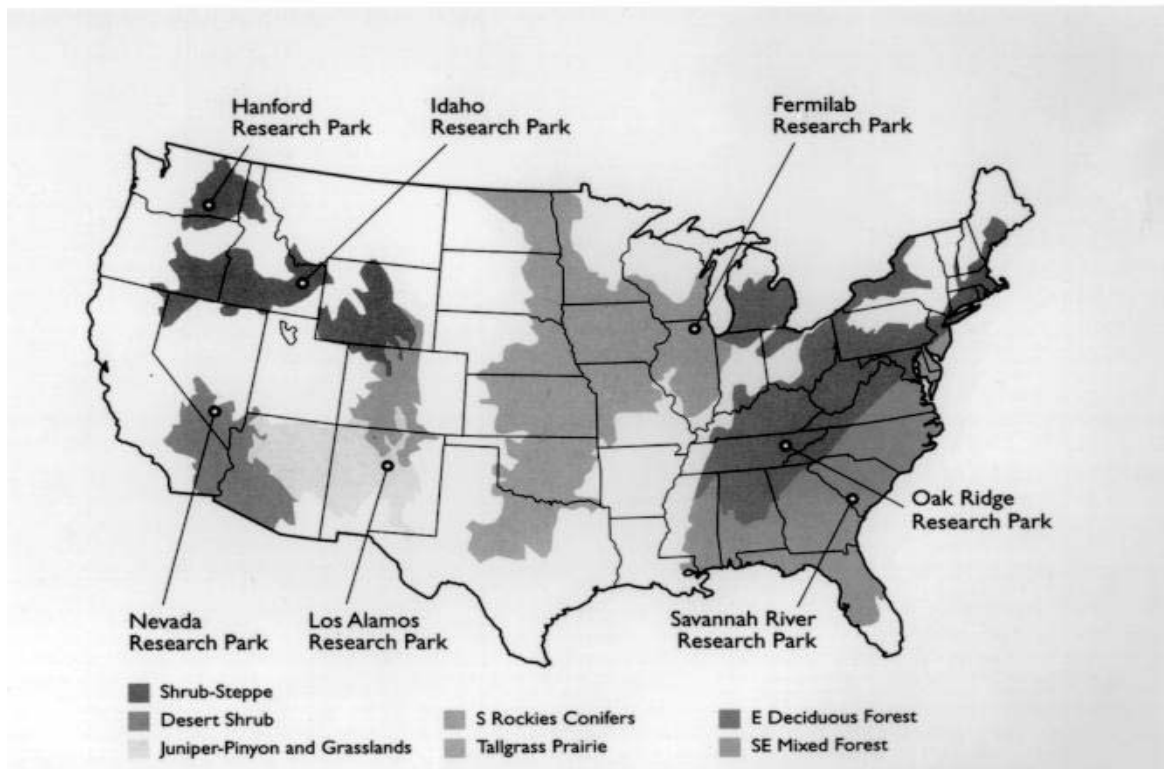 Hanford
Research Park
Idaho
Research Park
Fermilab
Research Park
Oak Ridge
Research Park
Nevada
Research Park
Los Alamos
Research Park
Savannah River
Research Park
Shrub-Steppe
Desert Shrub
Juniper-Pinyon and Grasslands
S Rockies Conifers
Tallgrass Prairie
E Deciduous Forest
SE Mixed Forest